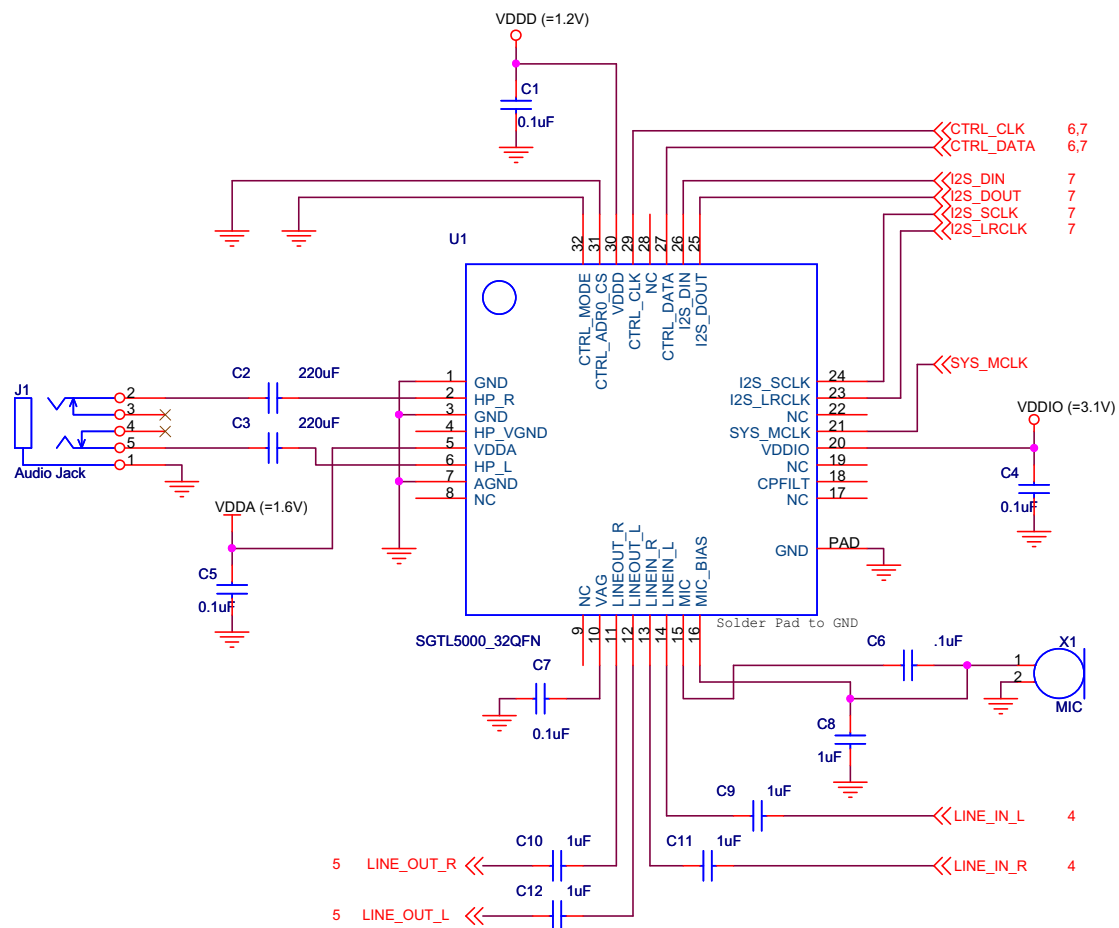 VDDD (=1.2V)
C1
0.1uF
CTRL_CLK 6,7
CTRL_DATA 6,7
I2S_DIN 7
I2S_DOUT 7
I2S_SCLK 7
I2S_LRCLK 7
U1
32 31 30 29 28 27 26 25
CTRL_MODE
CTRL_ADR0_CS
VDDD
CTRL_CLK
NC
CTRL_DATA
I2S_DIN
I2S_DOUT
SYS_MCLK
VDDIO (=3.1V)
C4
0.1uF
J1
2
3
4
5
1
Audio Jack
C2 220uF
C3 220uF
1 GND
2 HP_R
3 GND
4 HP_VGND
5 VDDA
6 HP_L
7 AGND
8 NC
I2S_SCLK 24
I2S_LRCLK 23
NC 22
SYS_MCLK 21
VDDIO 20
NC 19
CPFILT 18
NC 17
GND PAD
VDDA (=1.6V)
C5
0.1uF
NC
VAG
LINEOUT_R
LINEOUT_L
LINEIN_R
LINEIN_L
MIC
MIC_BIAS
9 10 11 12 13 14 15 16
Solder Pad to GND
SGTL5000_32QFN
C7
0.1uF
C6 .1uF
X1
1
2
MIC
C8
1uF
C9 1uF
LINE_IN_L 4
C10 1uF
C11 1uF
5 LINE_OUT_R
LINE_IN_R 4
C12 1uF
5 LINE_OUT_L